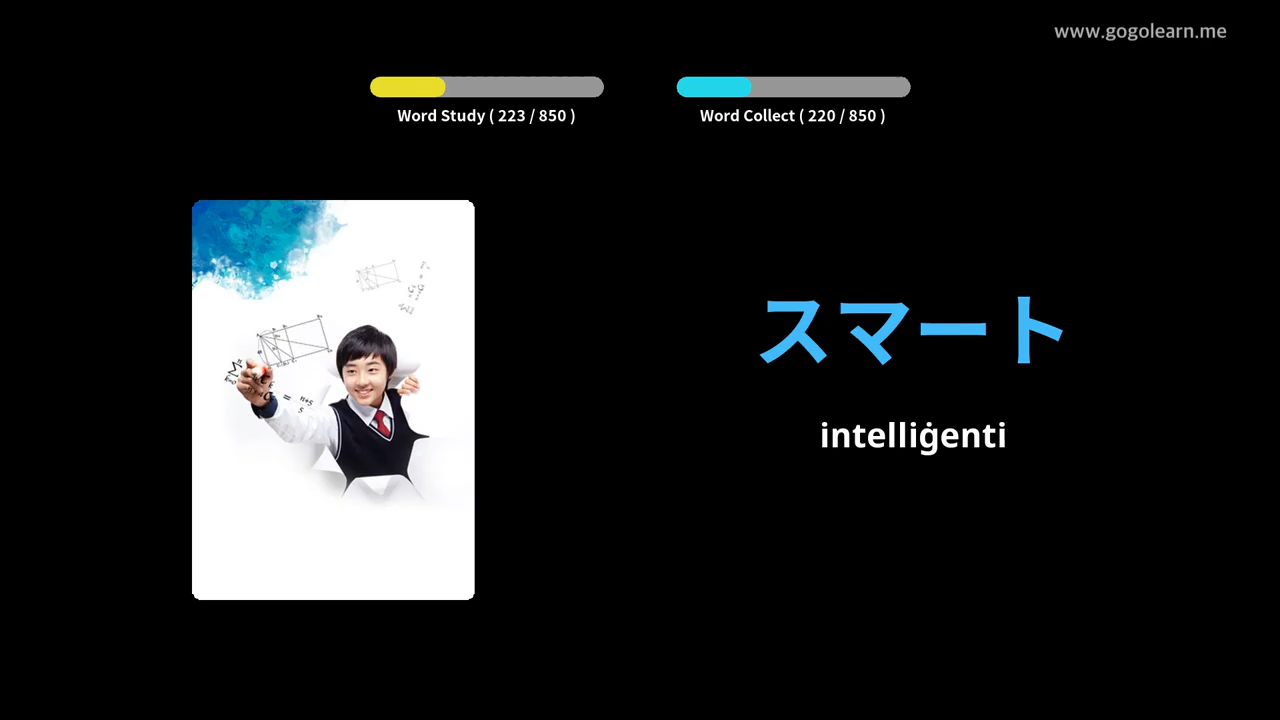 www.gogolearn.me
Word Study ( 223 / 850 )
Word Collect ( 220 / 850 )
スマート
intelliġenti